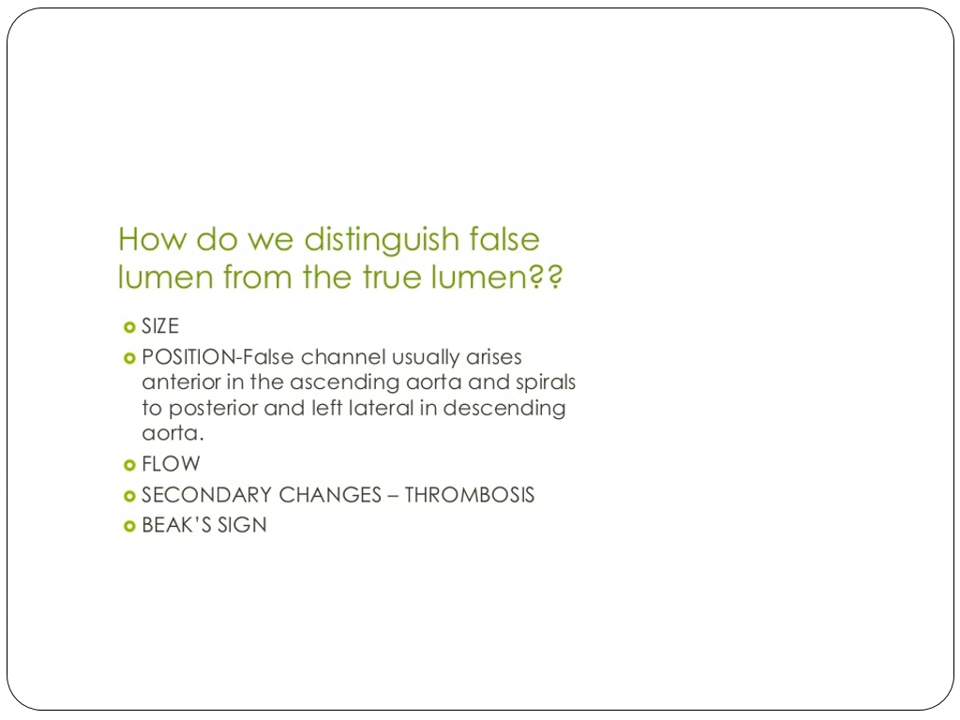 How do we distinguish false
lumen from the true lumen??
SIZE
POSITION-False channel usually arises
anterior in the ascending aorta and spirals
to posterior and left lateral in descending
aorta.
FLOW
SECONDARY CHANGES – THROMBOSIS
BEAK'S SIGN